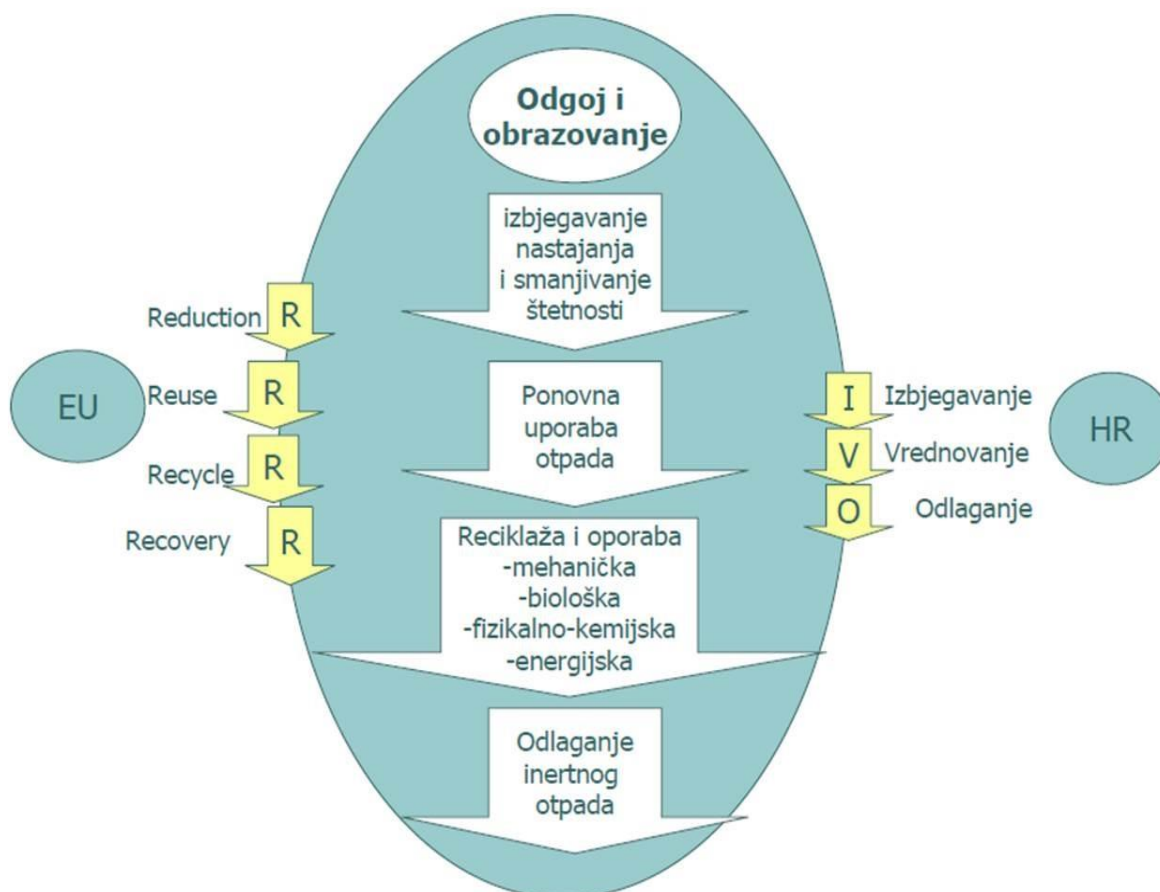 Odgoj i
obrazovanje
izbjegavanje
nastajanja
i smanjivanje
štetnosti
Reduction
R
EU
Reuse
R
Recycle
R
Recovery
R
Ponovna
uporaba
otpada
I
Izbjegavanje
V
Vrednovanje
O
Odlaganje
HR
Reciklaža i oporaba
-mehanička
-biološka
-fizikalno-kemijska
-energijska
Odlaganje
inertnog
otpada